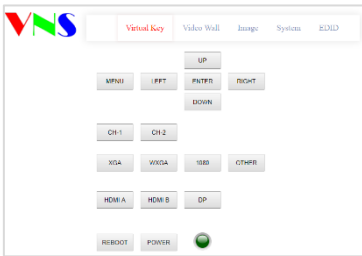 VNS
Virtual Key Video Wall Image System EDID
UP
MENU LEFT ENTER RIGHT
DOWN
CH-1 CH-2
XGA WXGA 1080 OTHER
HDMI A HDMI B DP
REBOOT POWER